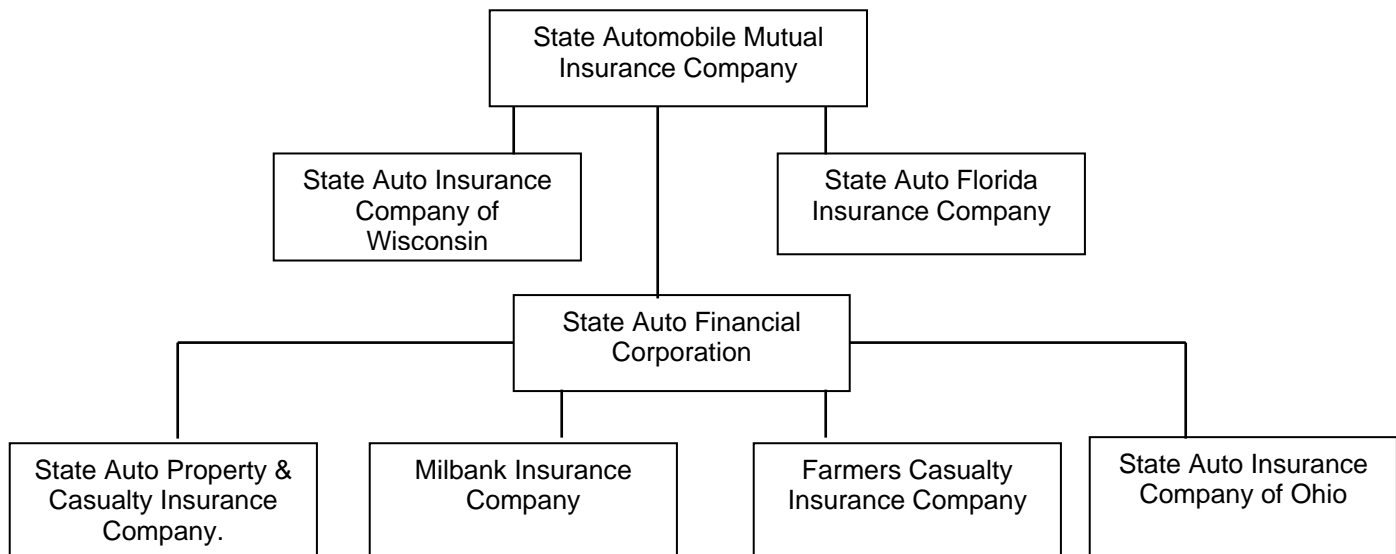 State Automobile Mutual
Insurance Company
State Auto Insurance
Company of
Wisconsin
State Auto Florida
Insurance Company
State Auto Financial
Corporation
State Auto Property &
Casualty Insurance
Company.
Milbank Insurance
Company
Farmers Casualty
Insurance Company
State Auto Insurance
Company of Ohio